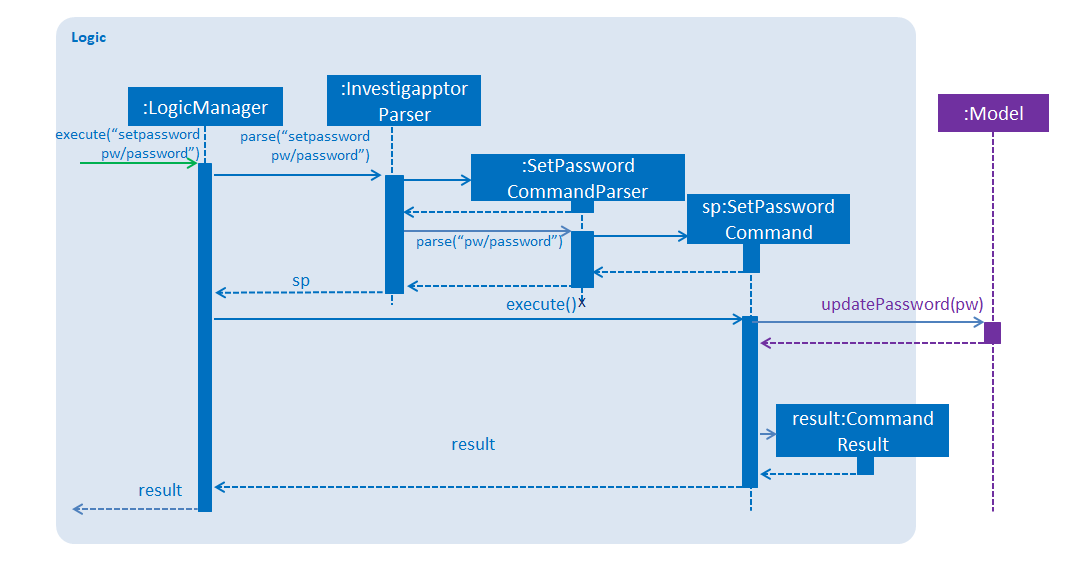 Logic
:LogicManager
:Investigapptor
Parser
:Model
execute(“setpassword
pw/password”)
parse(“setpassword
pw/password”)
:SetPassword
CommandParser
sp:SetPassword
Command
parse(“pw/password”)
sp
execute()
X
updatePassword(pw)
result:Command
Result
result
result